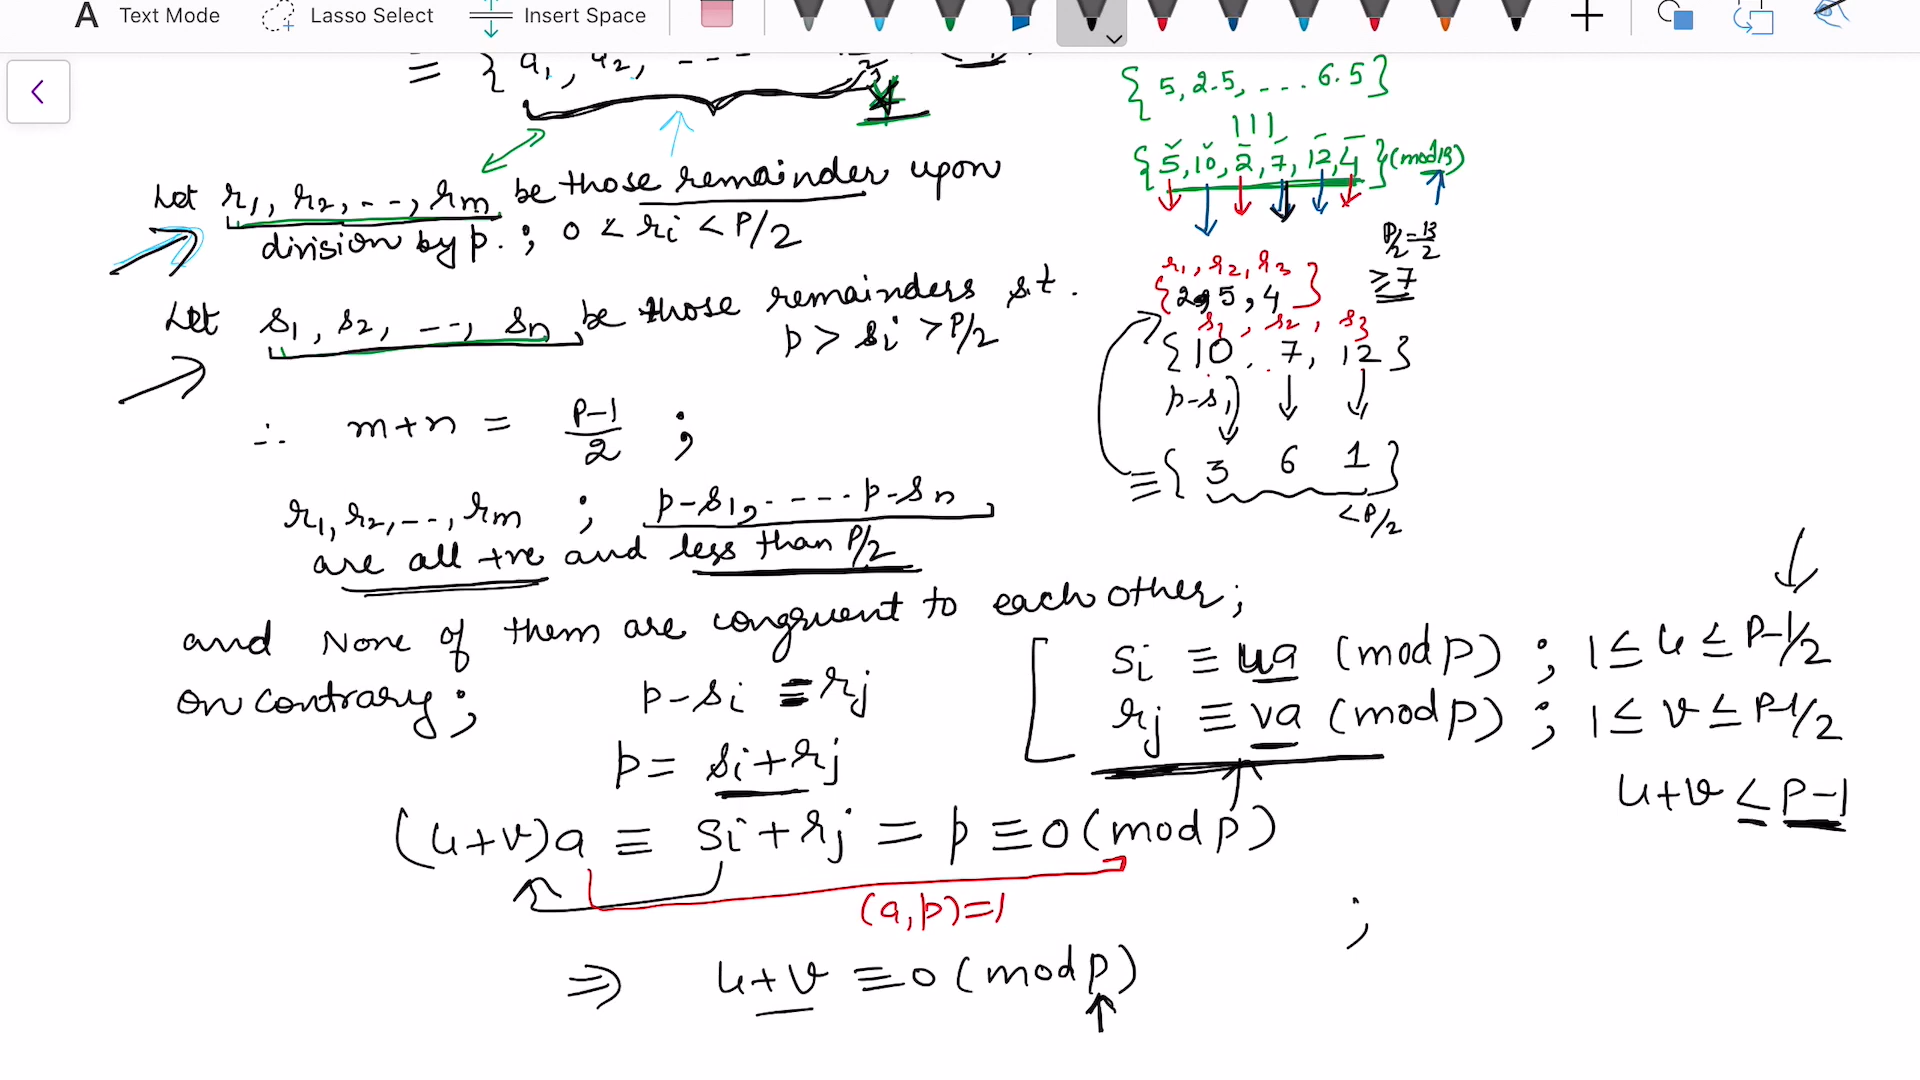 Text Mode Lasso Select Insert Space
= { a₁, a₂, ---
Let r₁, r₂, --, rm be those remainder upon
division by p. ; 0 < ri < P/2
Let s₁, s₂, --, sn be those remainders s.t.
p > si > P/2
∴ m+n = P-1/2 ;
r₁, r₂, --, rm ; p-s₁, ---- p-sn
are all +ve and less than P/2
and None of them are congruent to each other;
on contrary; p-si ≡ rj
p = si+rj
(u+v)a ≡ si+rj = p ≡ 0 (mod p)
(a,p)=1
⇒ u+v ≡ 0 (mod p)
{ 5, 2.5, --- 6.5 }
{ 5, 10, 2, 7, 12, 4 } (mod 13)
P/2 = 13/2
≥ 7
r₁, r₂, r₃
{ 2, 5, 4 }
s₁, s₂, s₃
{ 10, 7, 12 }
p-s₁
≡ { 3 6 1 }
< P/2
si ≡ ua (mod p) ; 1 ≤ u ≤ P-1/2
rj ≡ va (mod p) ; 1 ≤ v ≤ P-1/2
u+v ≤ P-1
;